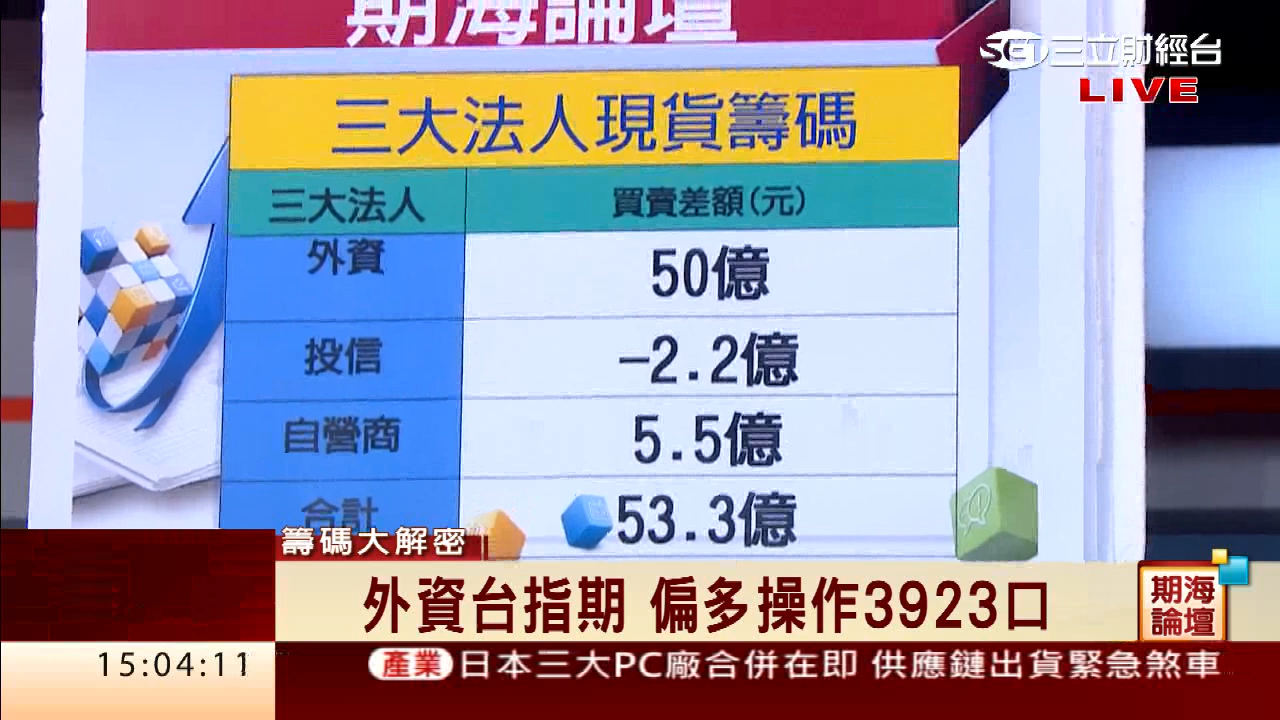 期海論壇
SET三立財經台
LIVE
三大法人現貨籌碼
三大法人 買賣差額(元)
外資 50億
投信 -2.2億
自營商 5.5億
合計 53.3億
籌碼大解密
外資台指期 偏多操作3923口
期海
論壇
15:04:11
產業 日本三大PC廠合併在即 供應鏈出貨緊急煞車